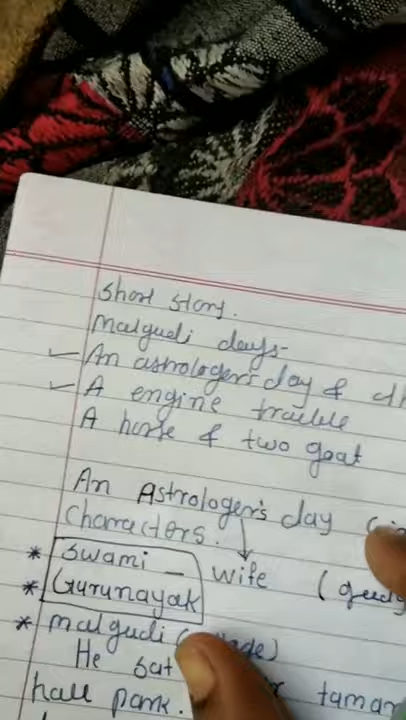 Short story.
Malgudi days-
✓ An astrologer's day &
✓ A engine trouble
A horse & two goat
An Astrologer's day
Characters.
* Swami - wife
* Gurunayak
* malgudi
He sat
hall park.